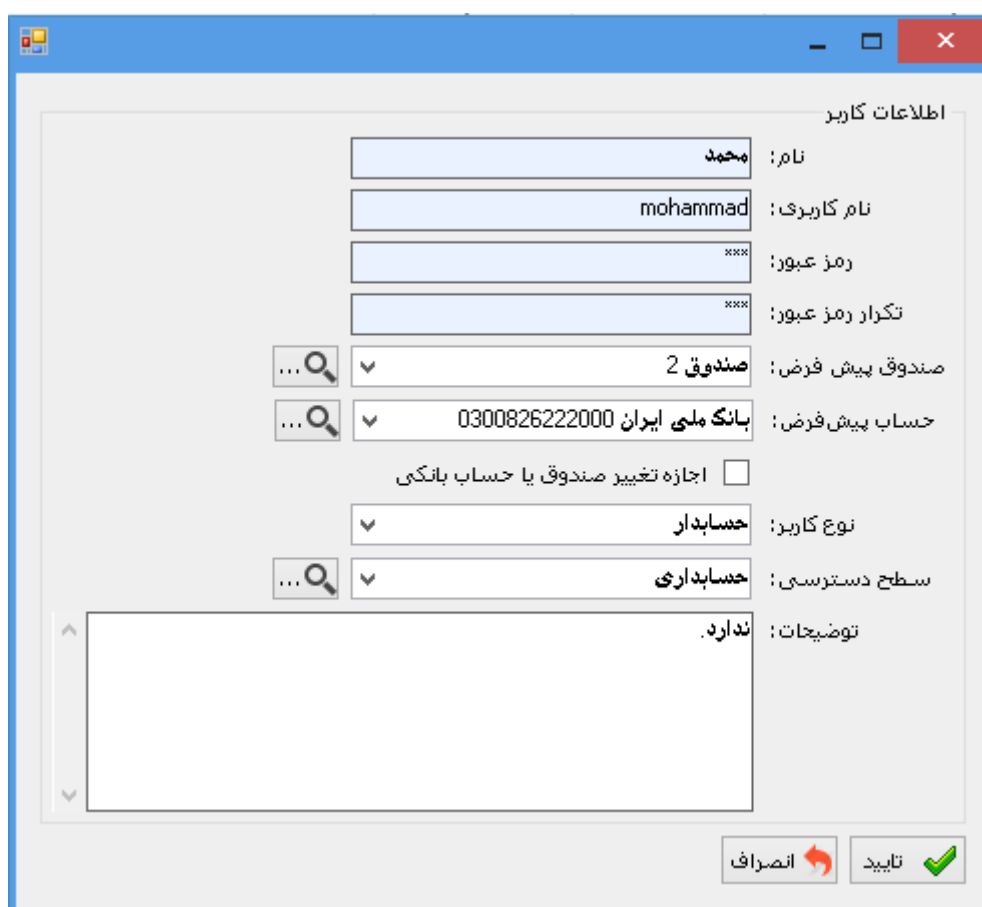 اطلاعات کاربر
نام: محمد
نام کاربری: mohammad
رمز عبور: ***
تکرار رمز عبور: ***
صندوق پیش فرض: صندوق 2 ...
حساب پیش‌فرض: بانک ملی ایران 0300826222000 ...
اجازه تغییر صندوق یا حساب بانکی
نوع کاربر: حسابدار
سطح دسترسی: حسابداری ...
توضیحات: ندارد.
تایید انصراف